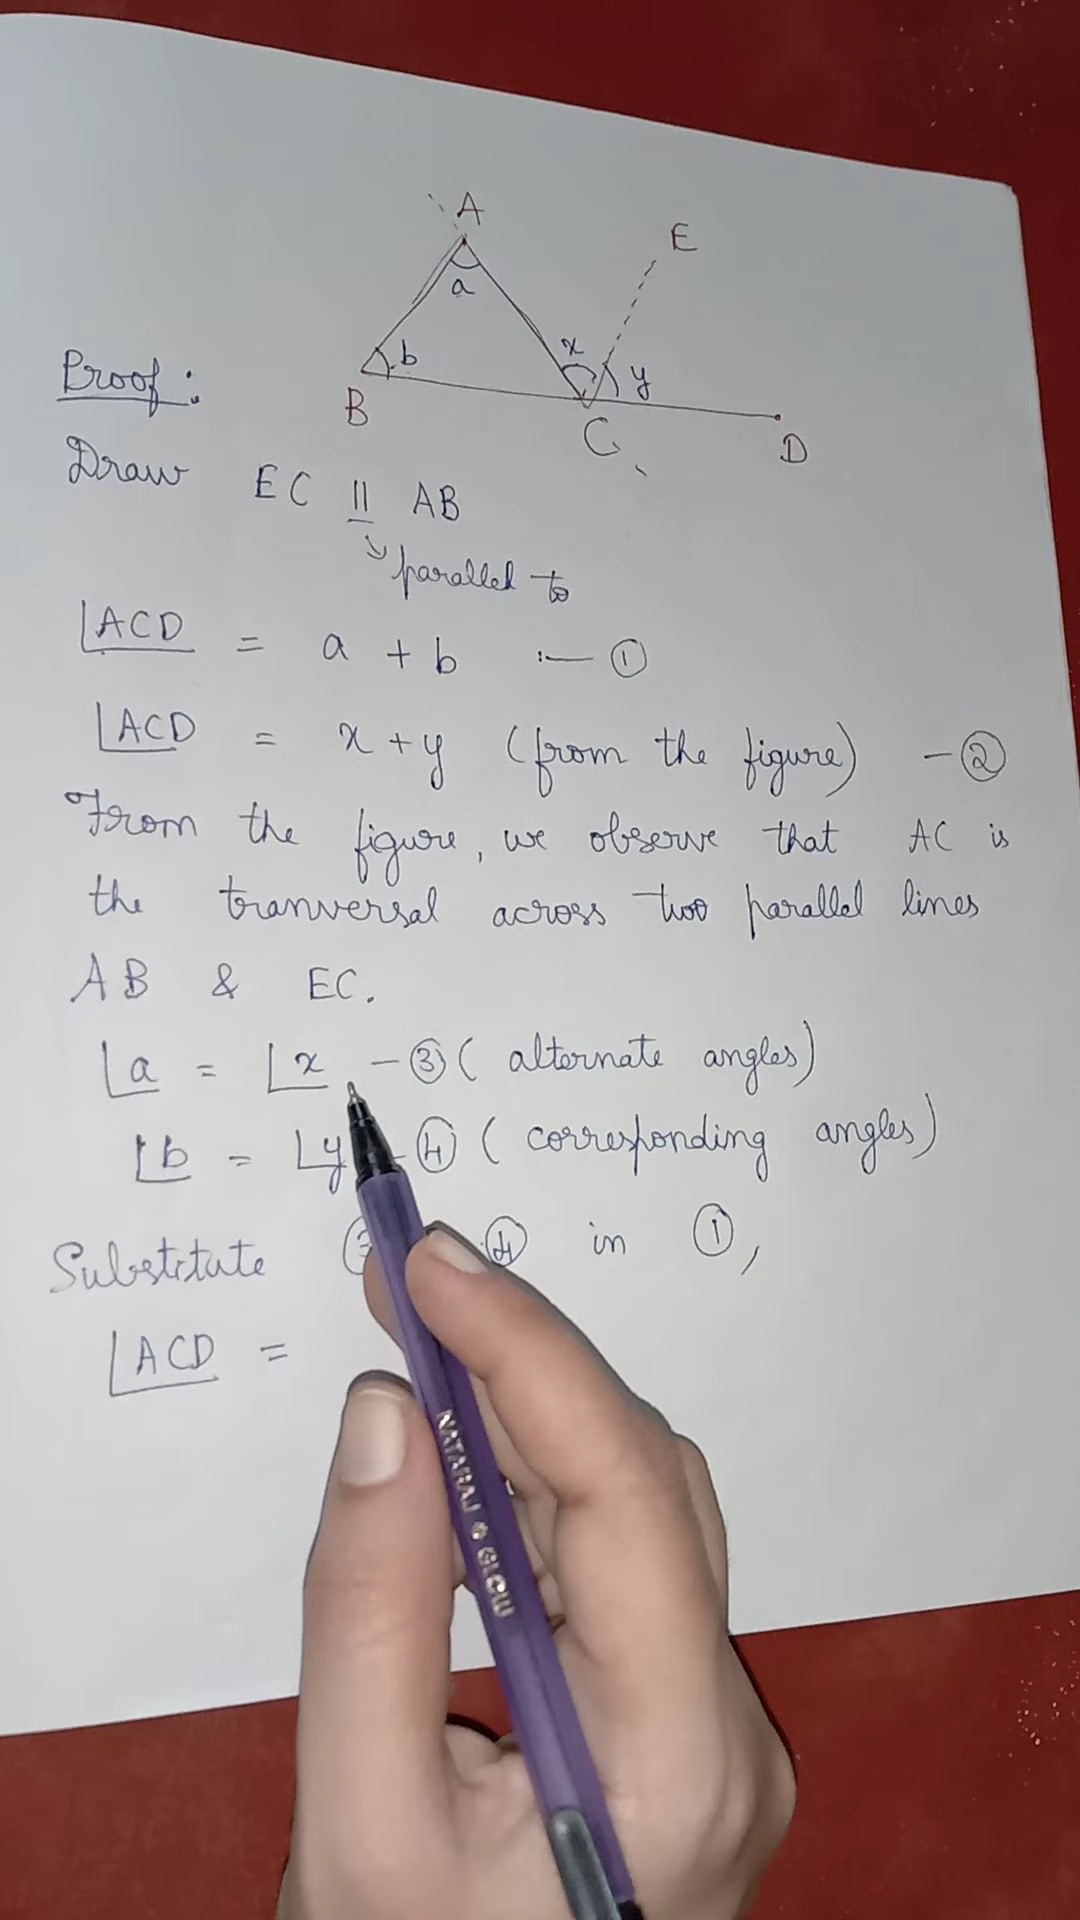 A
E
a
b
x
y
B
C
D
Proof:
Draw EC || AB
parallel to
∠ACD = a + b — ①
∠ACD = x + y (from the figure) - ②
From the figure, we observe that AC is
the tranversal across two parallel lines
AB & EC.
∠a = ∠x - ③ (alternate angles)
∠b = ∠y - ④ (corresponding angles)
Substitute ④ in ①,
∠ACD =
NATARAJ GLOW